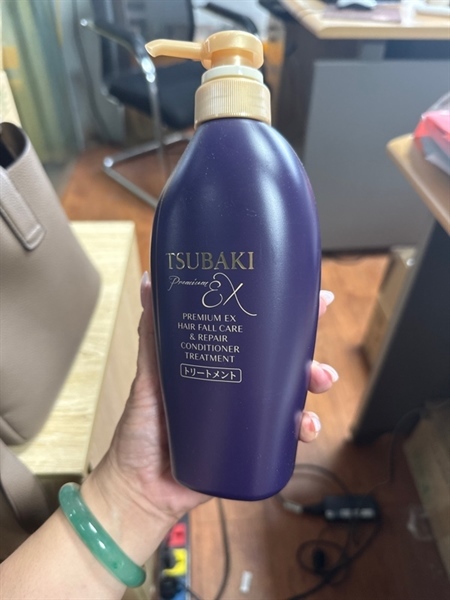 TSUBAKI
Premium EX
PREMIUM EX
HAIR FALL CARE
& REPAIR
CONDITIONER
TREATMENT
トリートメント